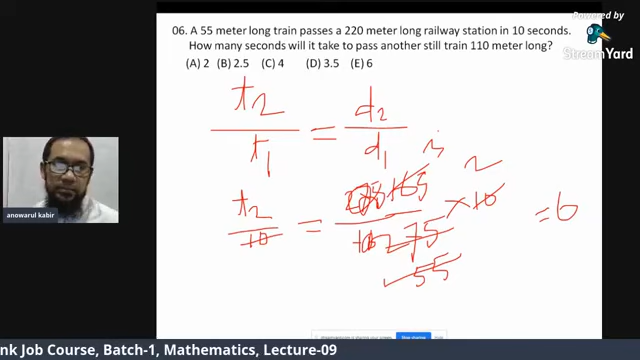 Powered by
StreamYard
06. A 55 meter long train passes a 220 meter long railway station in 10 seconds.
How many seconds will it take to pass another still train 110 meter long?
(A) 2 (B) 2.5 (C) 4 (D) 3.5 (E) 6
t2 / t1 = d2 / d1
t2 / 10 = 165 / 275 × 10 = 6
3
2
55
anowarul kabir
nk Job Course, Batch-1, Mathematics, Lecture-09